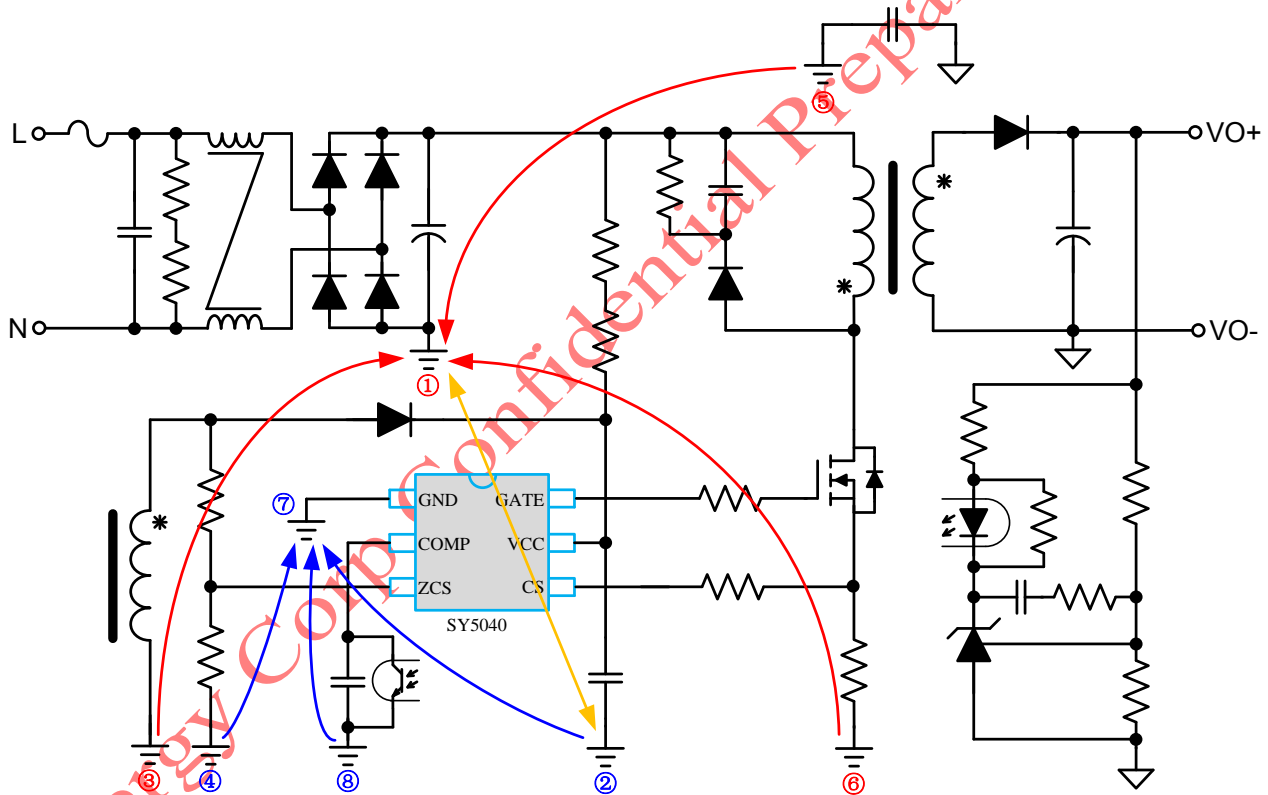 ⑤
L
VO+
N
VO-
①
⑦
GND
GATE
COMP
VCC
ZCS
CS
SY5040
③
④
⑧
②
⑥
Corp Confidential Prepa